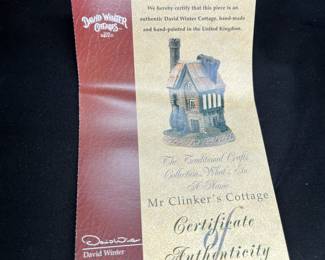 DAVID WINTER
COTTAGES
We hereby certify that this piece is an
authentic David Winter Cottage, hand-made
and hand-painted in the United Kingdom.
The Traditional Crafts
Collection What's In
A Name
Mr Clinker's Cottage
Certificate
of
Authenticity
David Winter